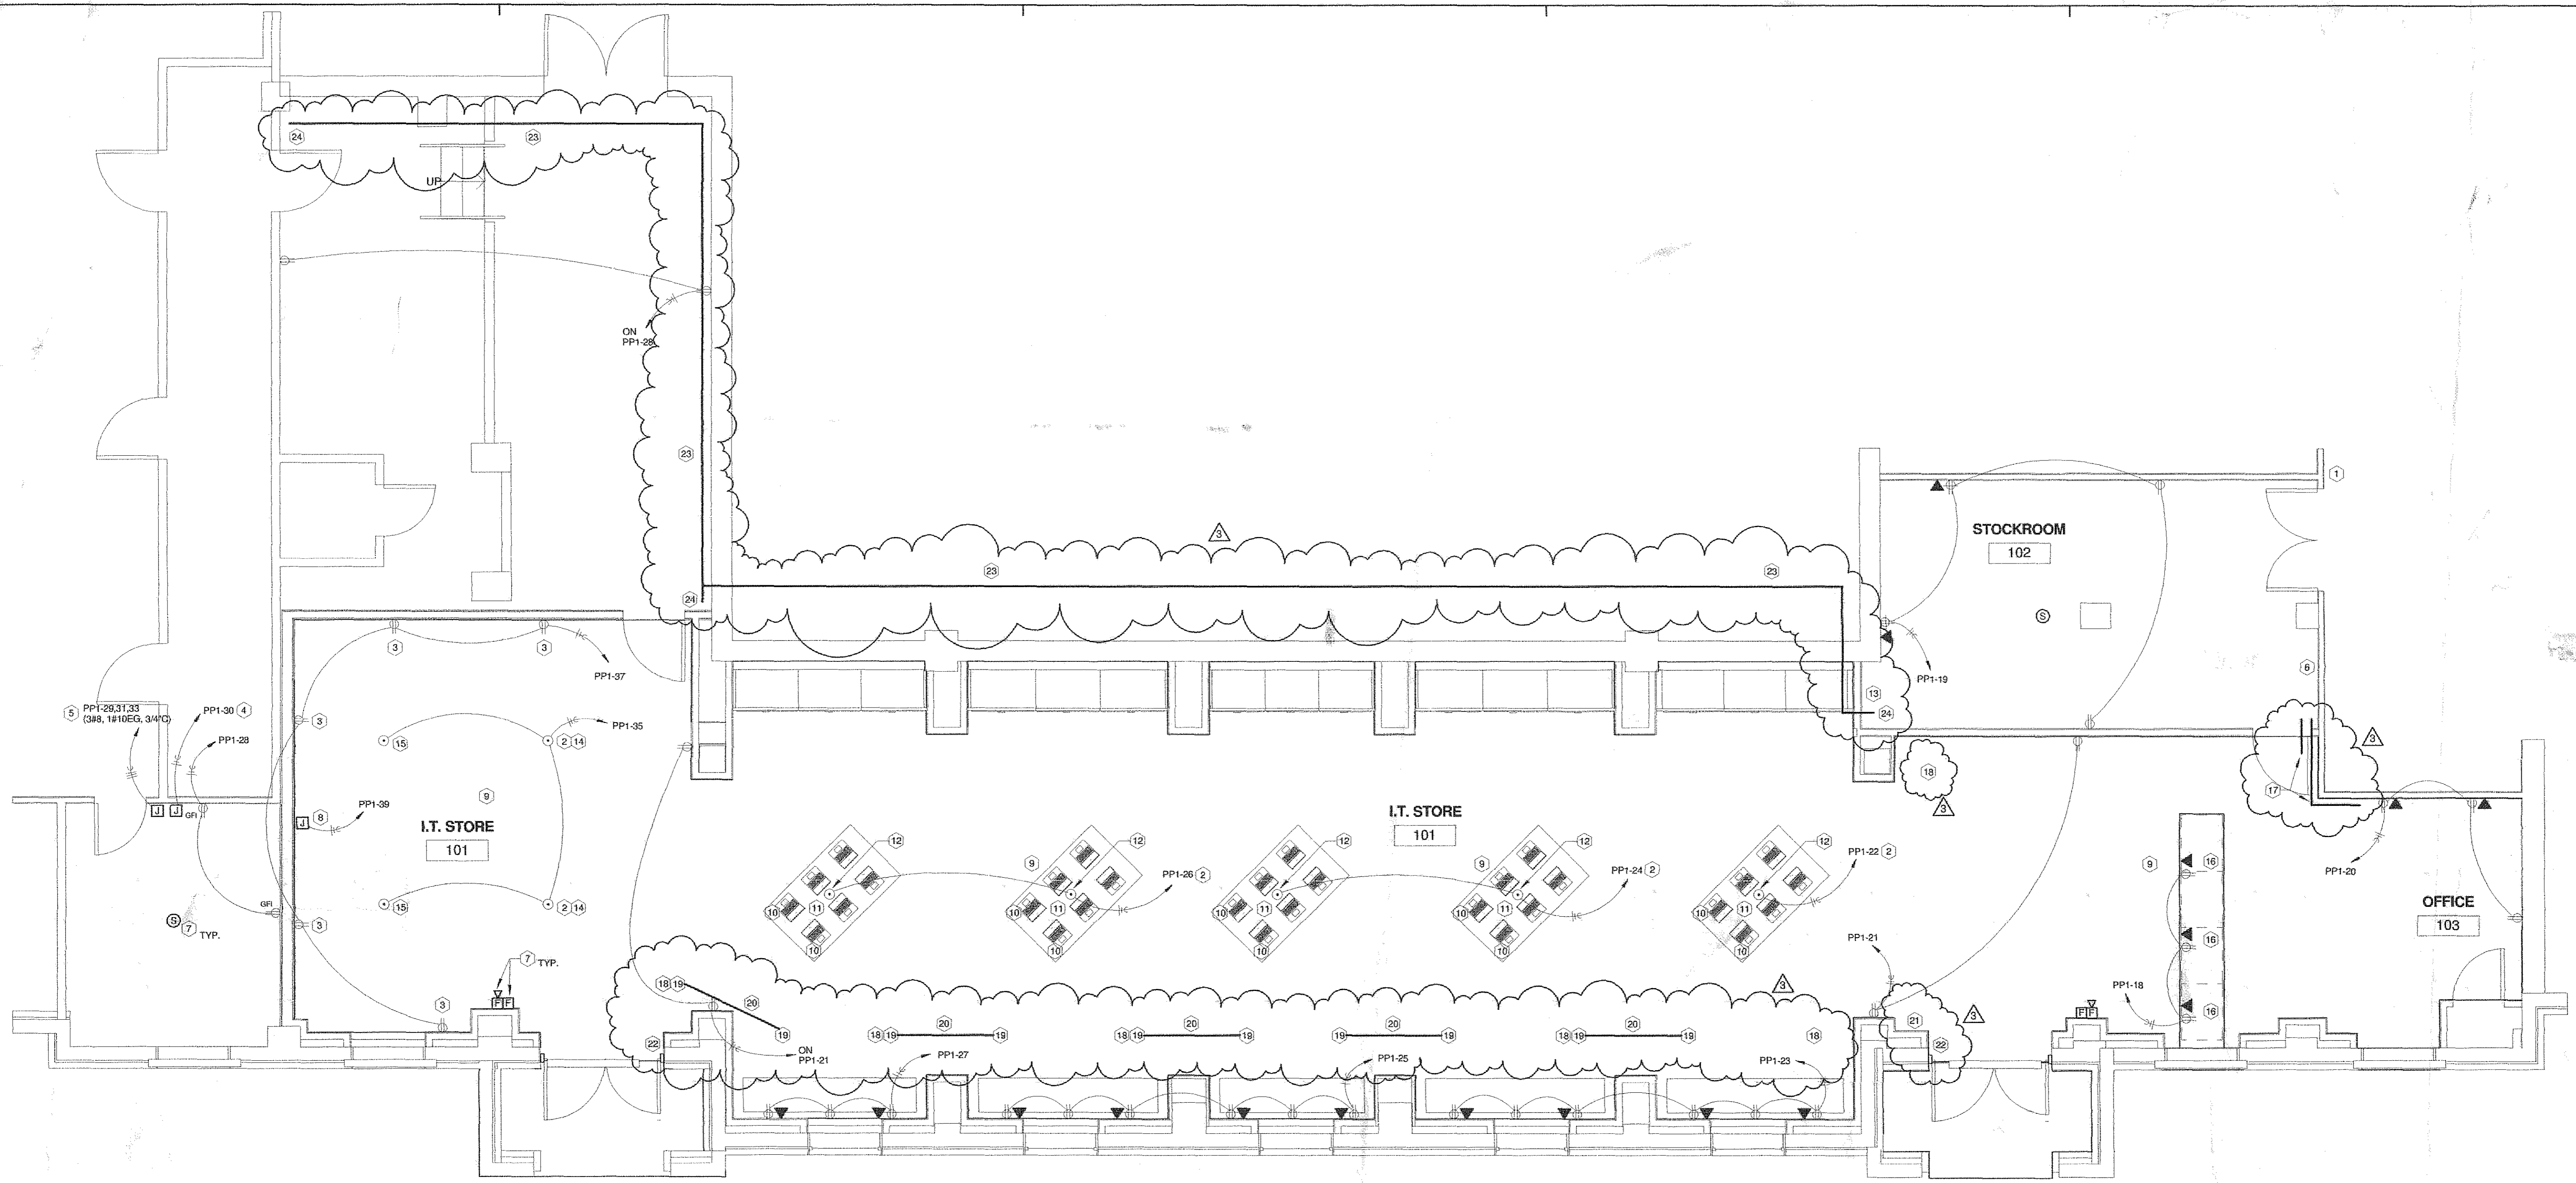 24
23
UP
ON
PP1-28
23
3
23
23
1
STOCKROOM
102
S
24
3
3
PP1-37
6
PP1-19
13
24
5 PP1-29,31,33
(3#8, 1#10EG, 3/4"C)
PP1-30 4
PP1-28
3
PP1-35
15
2 14
3
18
3
17
J
J
GFI
J
8
PP1-39
9
I.T. STORE
101
I.T. STORE
101
12
12
12
12
12
9
9
PP1-26 2
PP1-24 2
PP1-22 2
9
16
PP1-20
10
11
10
10
11
10
10
11
10
10
11
10
10
11
10
15
2 14
GFI
S
7 TYP.
3
OFFICE
103
PP1-21
16
7 TYP.
F F
3
18 19
20
19
3
PP1-18
16
F F
3
21
22
22
18 19
20
19
18 19
20
19
19
20
19
18 19
20
19
18
ON
PP1-21
PP1-27
PP1-25
PP1-23